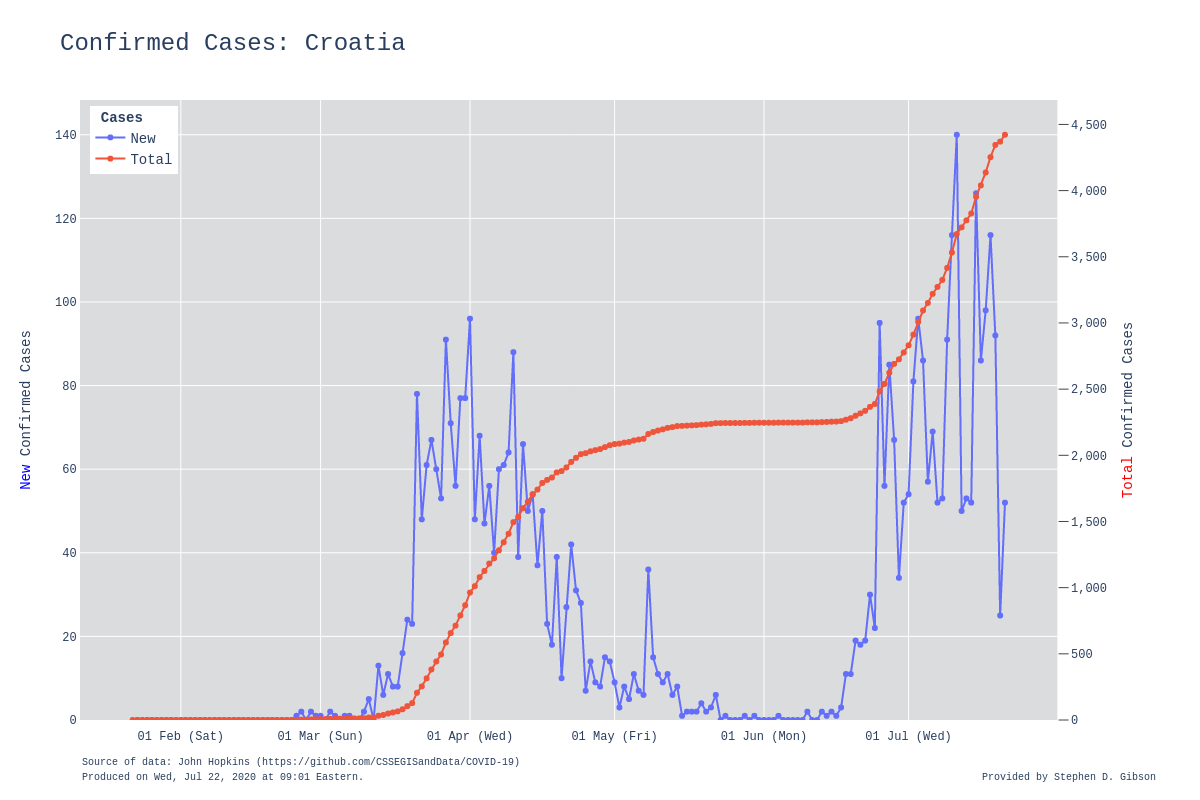 Confirmed Cases: Croatia
Cases
New
Total
140
120
100
80
60
40
20
0
4,500
4,000
3,500
3,000
2,500
2,000
1,500
1,000
500
0
New Confirmed Cases
Total Confirmed Cases
01 Feb (Sat)
01 Mar (Sun)
01 Apr (Wed)
01 May (Fri)
01 Jun (Mon)
01 Jul (Wed)
Source of data: John Hopkins (https://github.com/CSSEGISandData/COVID-19)
Produced on Wed, Jul 22, 2020 at 09:01 Eastern.
Provided by Stephen D. Gibson